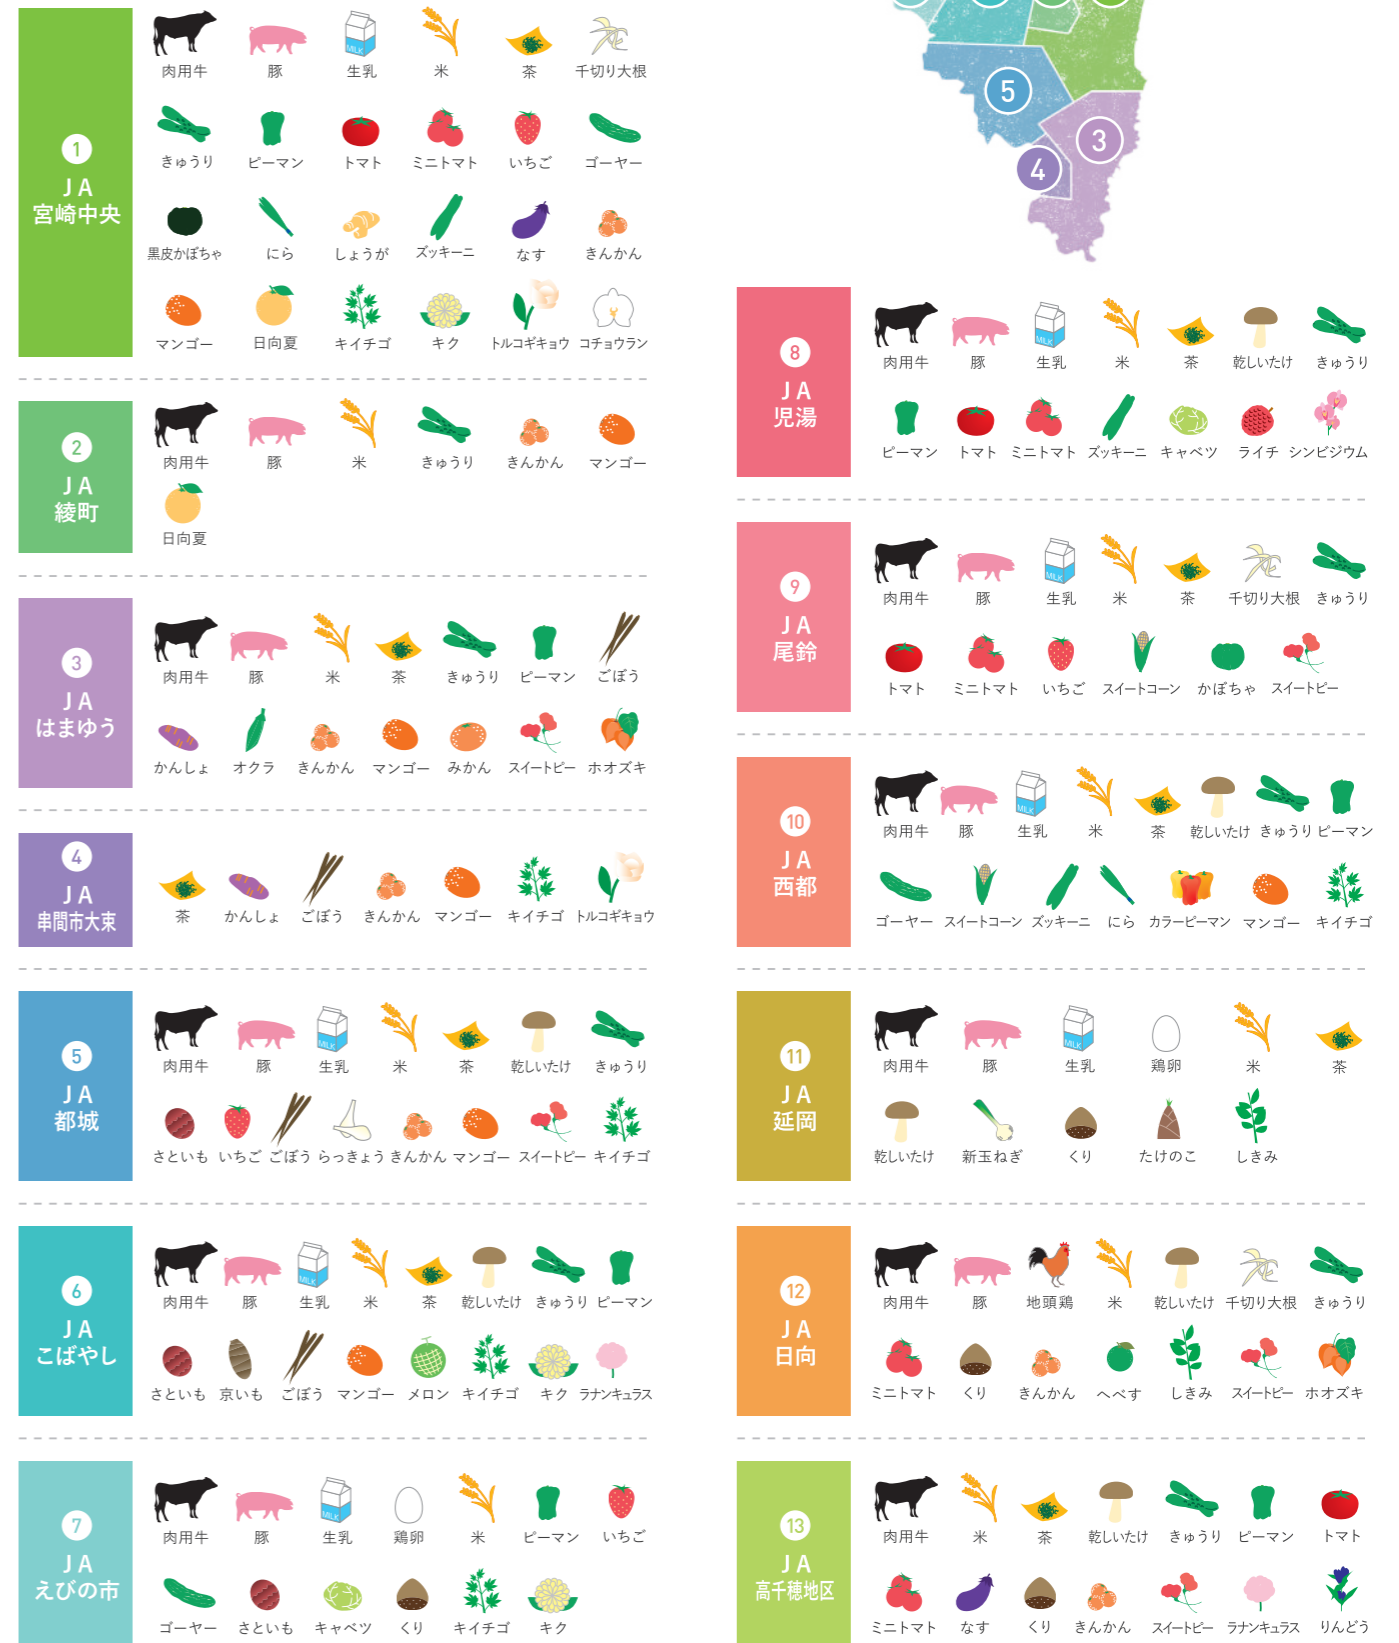 1
JA
宮崎中央
肉用牛 豚 生乳 米 茶 千切り大根
きゅうり ピーマン トマト ミニトマト いちご ゴーヤー
黒皮かぼちゃ にら しょうが ズッキーニ なす きんかん
マンゴー 日向夏 キイチゴ キク トルコギキョウ コチョウラン
2
JA
綾町
肉用牛 豚 米 きゅうり きんかん マンゴー
日向夏
3
JA
はまゆう
肉用牛 豚 米 茶 きゅうり ピーマン ごぼう
かんしょ オクラ きんかん マンゴー みかん スイートピー ホオズキ
4
JA
串間市大束
茶 かんしょ ごぼう きんかん マンゴー キイチゴ トルコギキョウ
5
JA
都城
肉用牛 豚 生乳 米 茶 乾しいたけ きゅうり
さといも いちご ごぼう らっきょう きんかん マンゴー スイートピー キイチゴ
6
JA
こばやし
肉用牛 豚 生乳 米 茶 乾しいたけ きゅうり ピーマン
さといも 京いも ごぼう マンゴー メロン キイチゴ キク ラナンキュラス
7
JA
えびの市
肉用牛 豚 生乳 鶏卵 米 ピーマン いちご
ゴーヤー さといも キャベツ くり キイチゴ キク
5
3
4
8
JA
児湯
肉用牛 豚 生乳 米 茶 乾しいたけ きゅうり
ピーマン トマト ミニトマト ズッキーニ キャベツ ライチ シンビジウム
9
JA
尾鈴
肉用牛 豚 生乳 米 茶 千切り大根 きゅうり
トマト ミニトマト いちご スイートコーン かぼちゃ スイートピー
10
JA
西都
肉用牛 豚 生乳 米 茶 乾しいたけ きゅうり ピーマン
ゴーヤー スイートコーン ズッキーニ にら カラーピーマン マンゴー キイチゴ
11
JA
延岡
肉用牛 豚 生乳 鶏卵 米 茶
乾しいたけ 新玉ねぎ くり たけのこ しきみ
12
JA
日向
肉用牛 豚 地頭鶏 米 乾しいたけ 千切り大根 きゅうり
ミニトマト くり きんかん へべす しきみ スイートピー ホオズキ
13
JA
高千穂地区
肉用牛 米 茶 乾しいたけ きゅうり ピーマン トマト
ミニトマト なす くり きんかん スイートピー ラナンキュラス りんどう